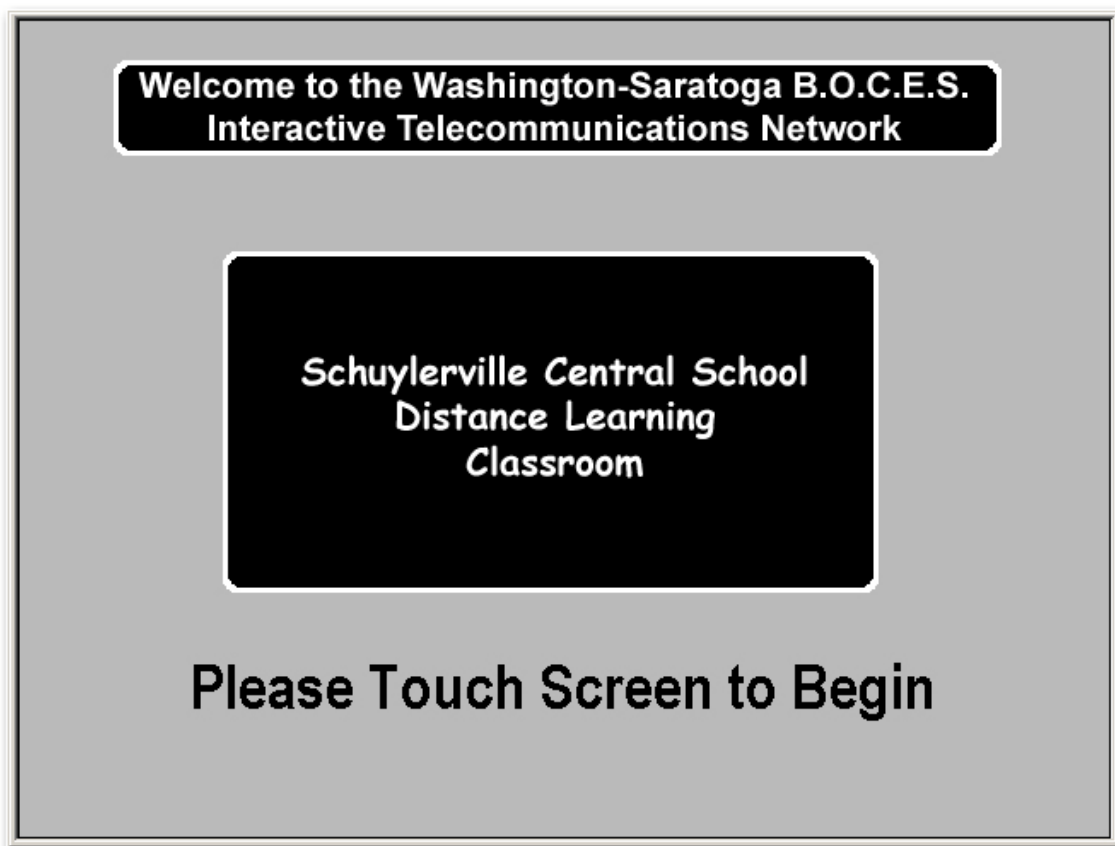 Welcome to the Washington-Saratoga B.O.C.E.S.
Interactive Telecommunications Network
Schuylerville Central School
Distance Learning
Classroom
Please Touch Screen to Begin